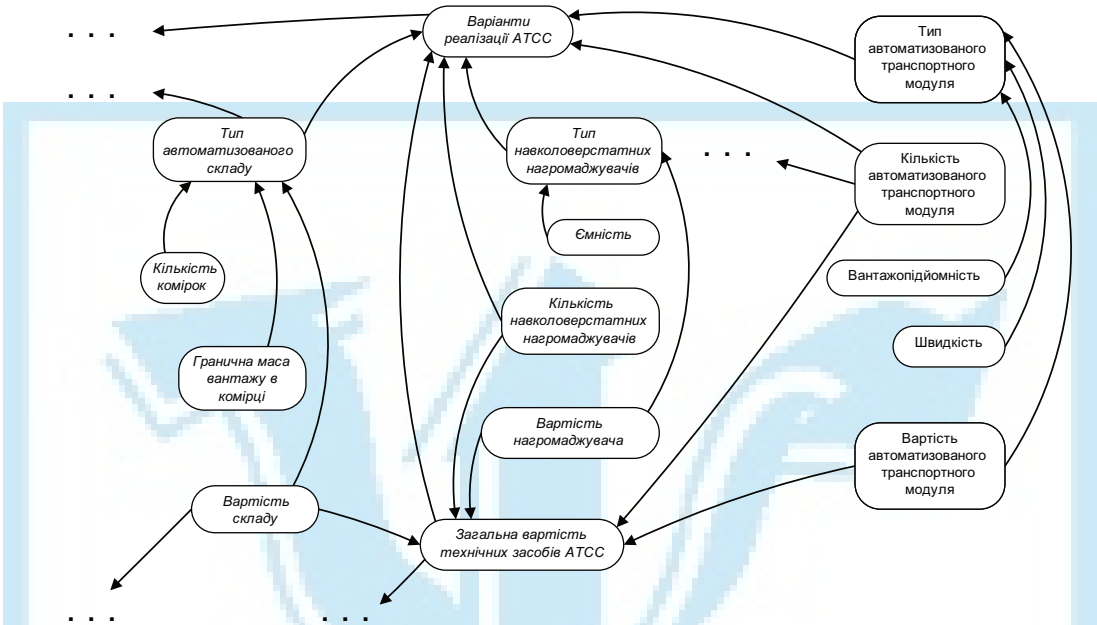 . . .
Варіанти
реалізації АТСС
Тип
автоматизованого
транспортного
модуля
. . .
Тип
автоматизованого
складу
Тип
навколоверстатних
нагромаджувачів
. . .
Кількість
автоматизованого
транспортного
модуля
Ємність
Кількість
комірок
Вантажопідйомність
Кількість
навколоверстатних
нагромаджувачів
Швидкість
Гранична маса
вантажу в
комірці
Вартість
нагромаджувача
Вартість
автоматизованого
транспортного
модуля
Вартість
складу
Загальна вартість
технічних засобів АТСС
. . .
. . .